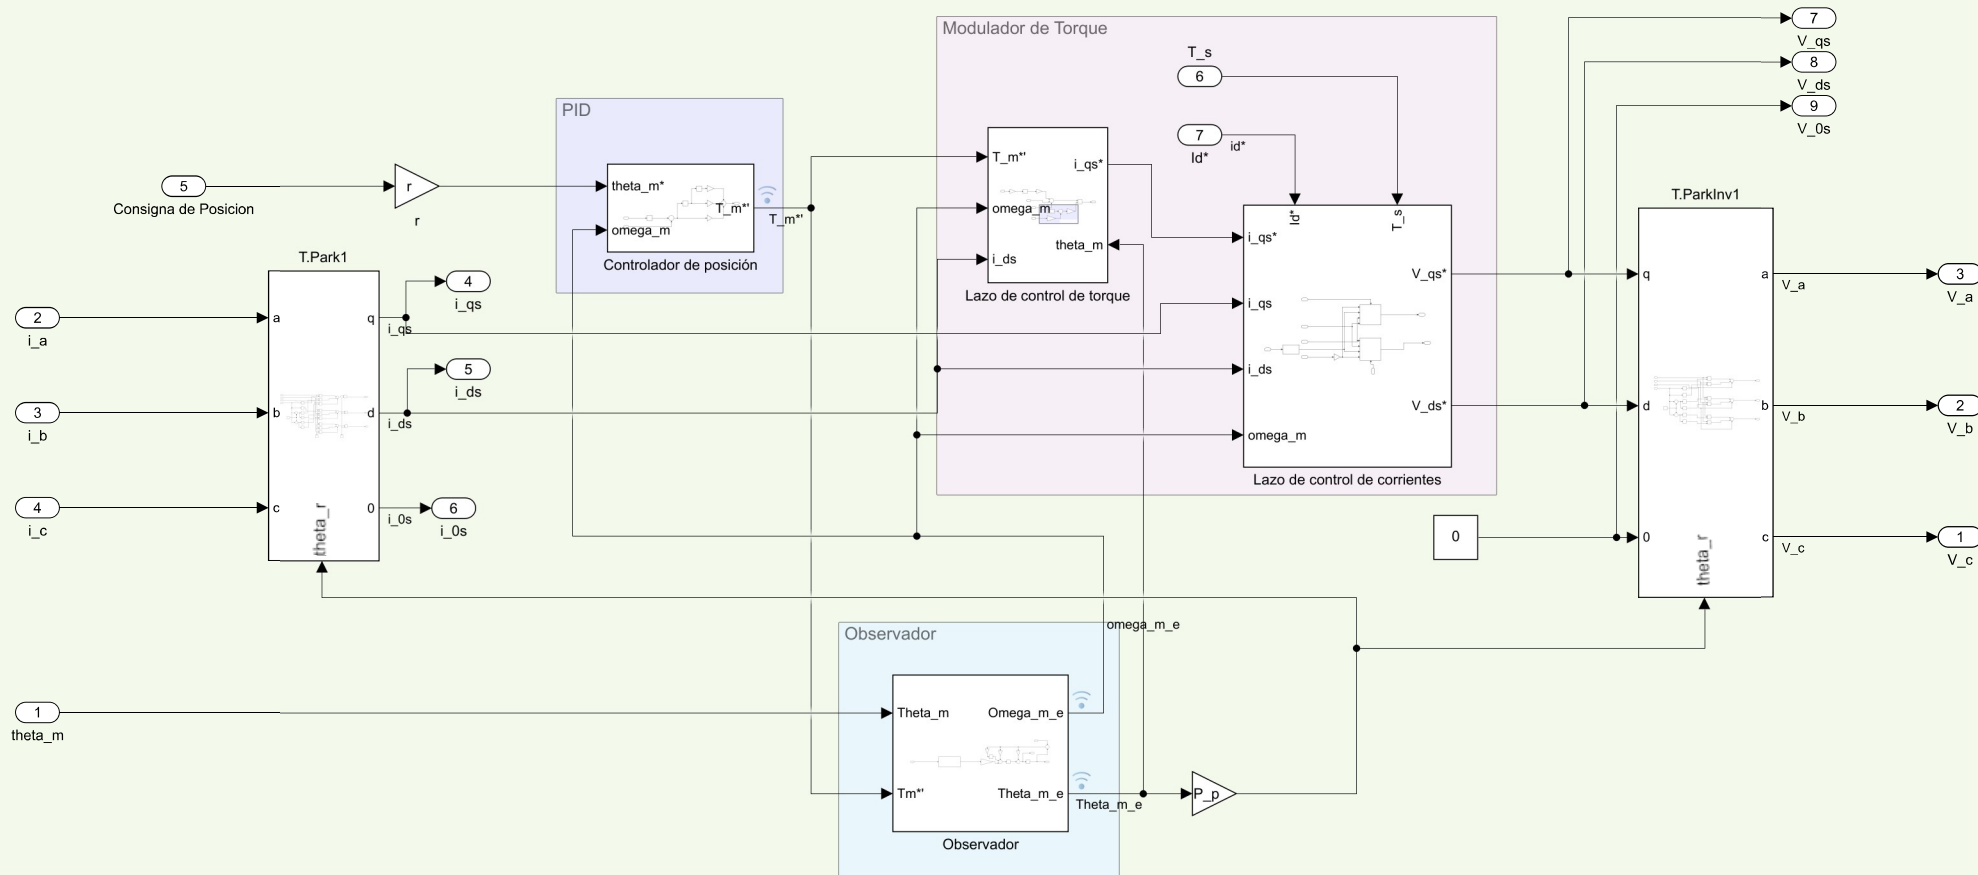 Modulador de Torque
7
V_qs
8
V_ds
9
V_0s
T_s
6
7
Id*
id*
PID
theta_m*
omega_m
T_m*'
T_m*'
Controlador de posición
5
Consigna de Posicion
r
r
T_m*'
omega_m
i_ds
i_qs*
theta_m
Lazo de control de torque
Id*
T_s
i_qs*
i_qs
i_ds
omega_m
V_qs*
V_ds*
Lazo de control de corrientes
T.ParkInv1
q
d
0
a
b
c
theta_r
V_a
V_b
V_c
3
V_a
2
V_b
1
V_c
0
T.Park1
a
b
c
q
d
0
theta_r
2
i_a
3
i_b
4
i_c
4
i_qs
i_qs
5
i_ds
i_ds
6
i_0s
i_0s
omega_m_e
Observador
Theta_m
Tm*'
Omega_m_e
Theta_m_e
Theta_m_e
Observador
P_p
1
theta_m